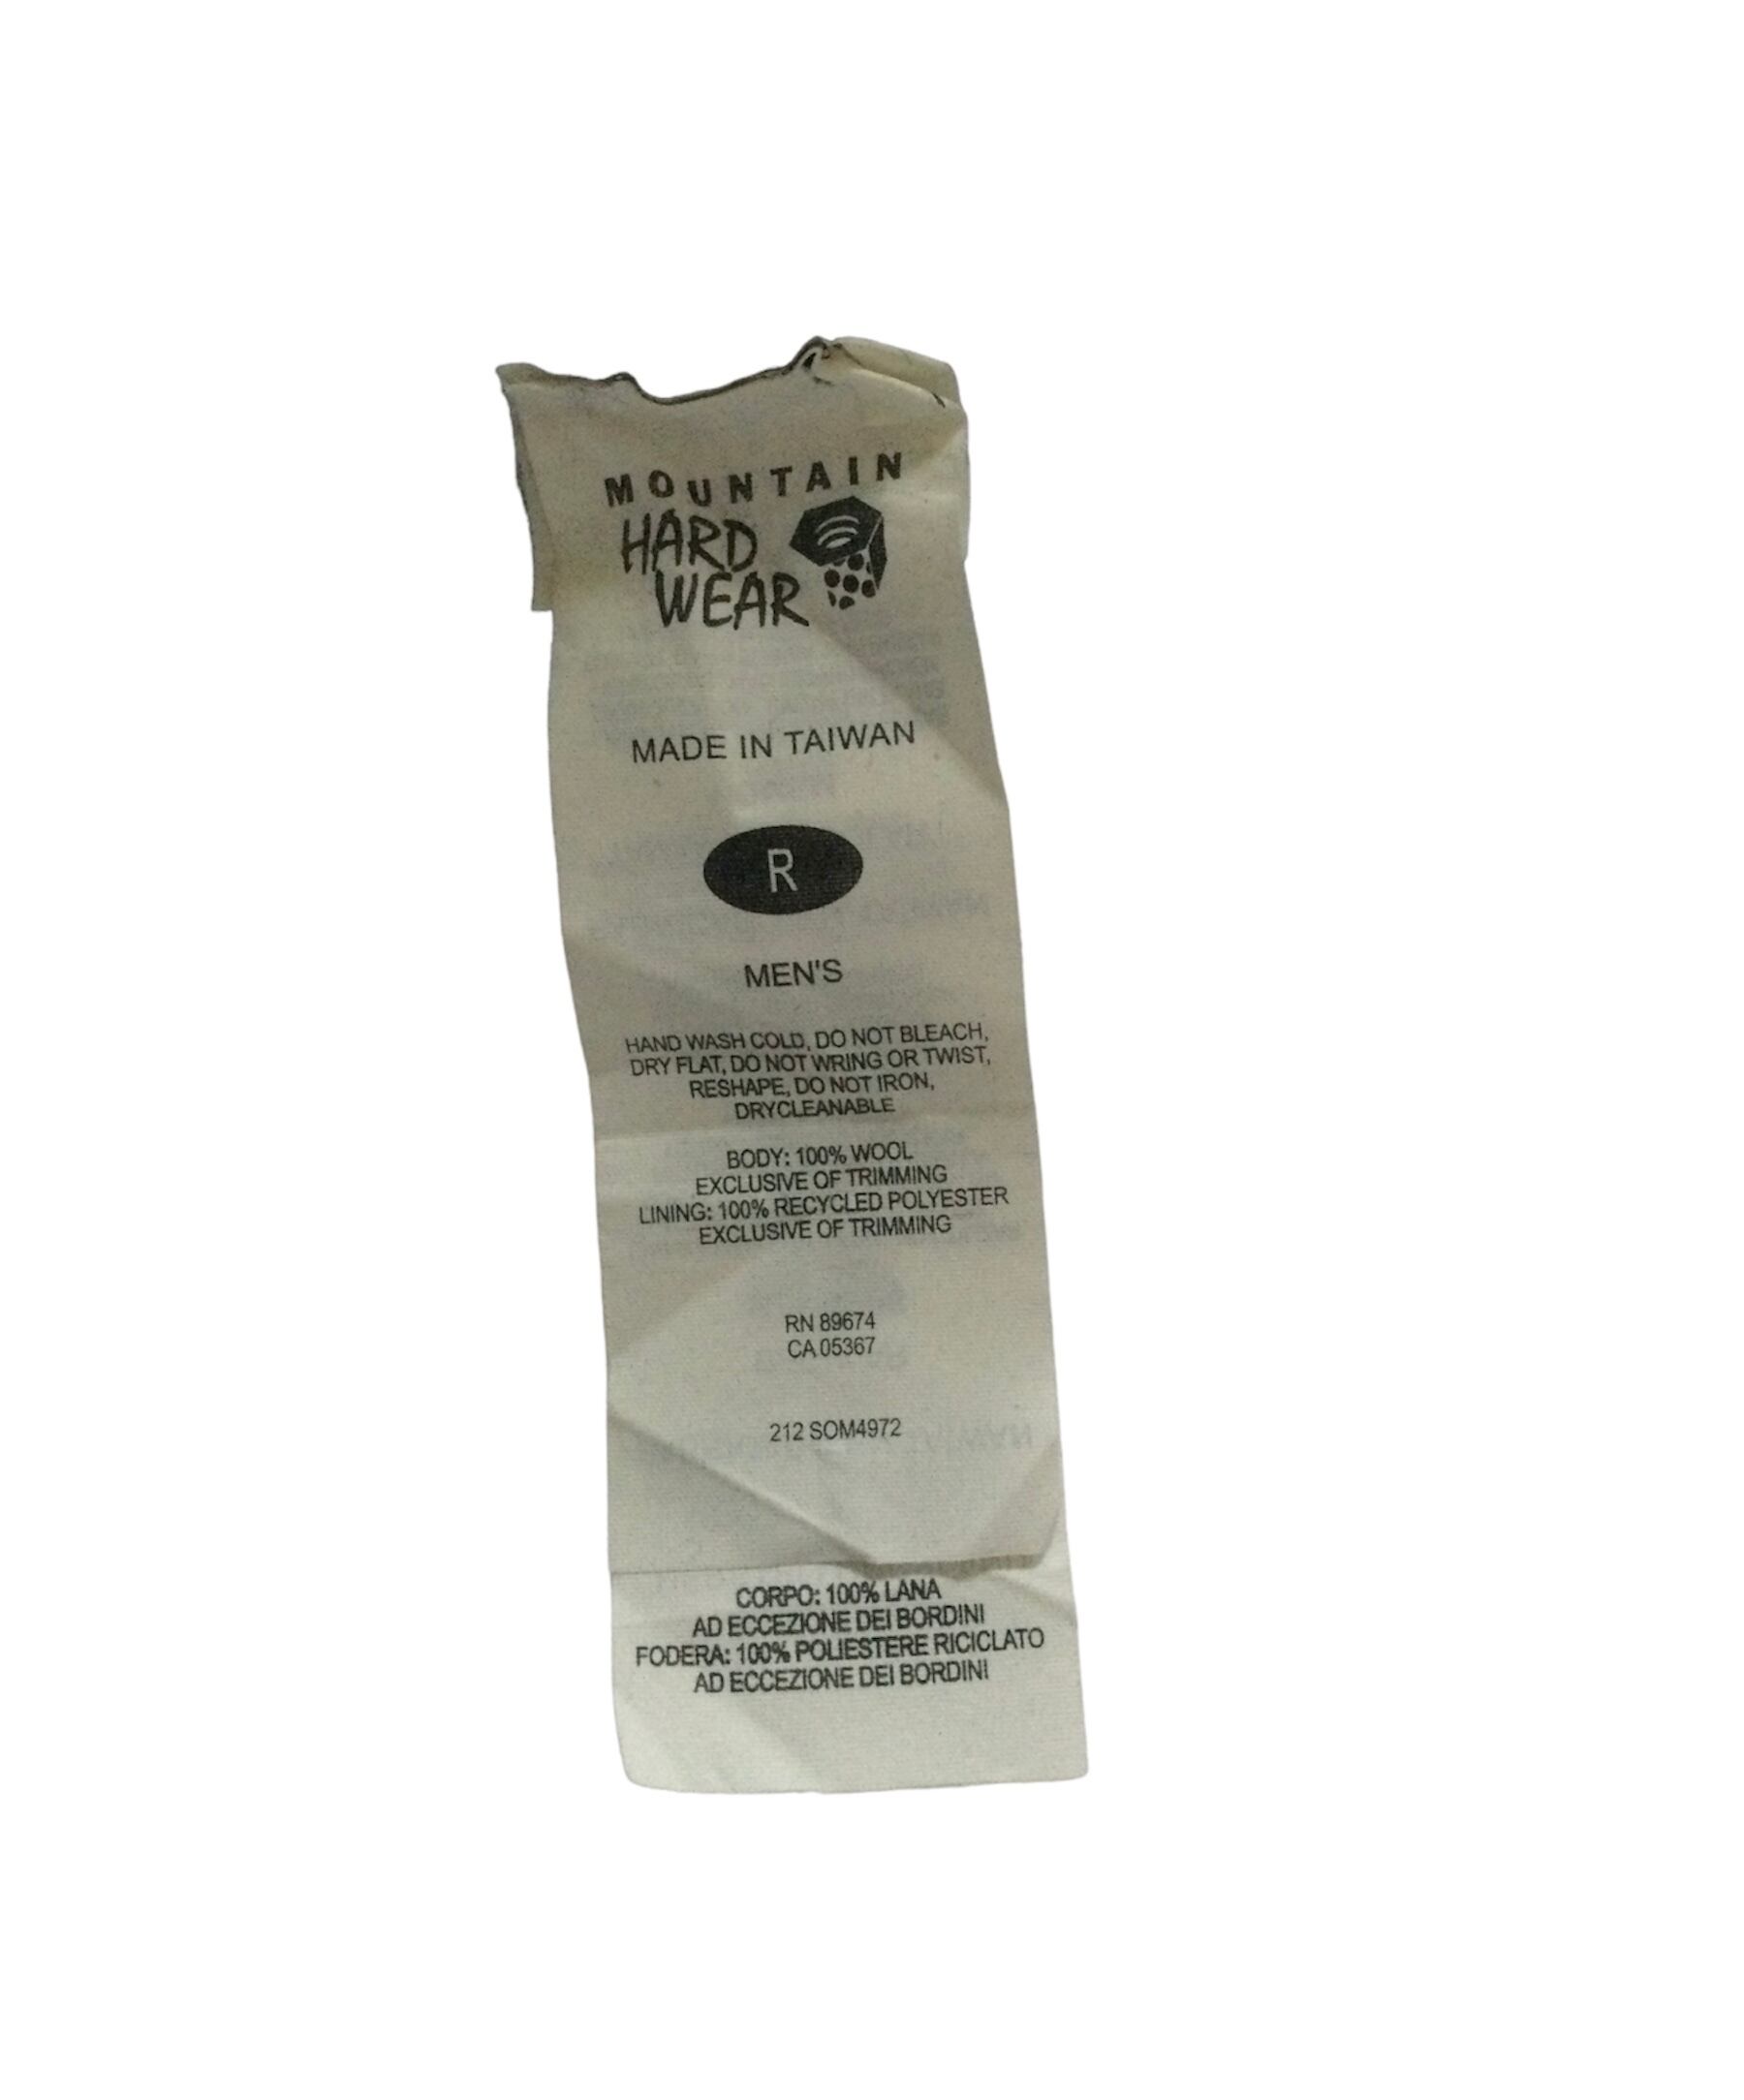 MOUNTAIN
HARD
WEAR
MADE IN TAIWAN
R
MEN'S
HAND WASH COLD, DO NOT BLEACH,
DRY FLAT, DO NOT WRING OR TWIST,
RESHAPE, DO NOT IRON,
DRYCLEANABLE
BODY: 100% WOOL
EXCLUSIVE OF TRIMMING
LINING: 100% RECYCLED POLYESTER
EXCLUSIVE OF TRIMMING
RN 89674
CA 05367
212 SOM4972
CORPO: 100% LANA
AD ECCEZIONE DEI BORDINI
FODERA: 100% POLIESTERE RICICLATO
AD ECCEZIONE DEI BORDINI